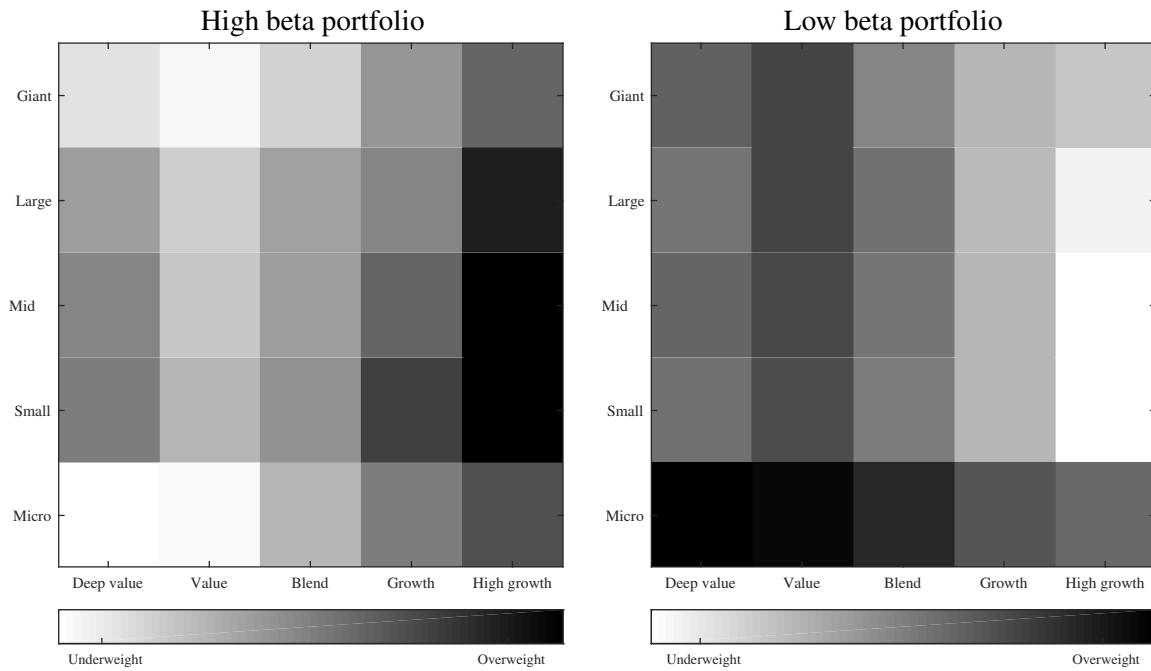 High beta portfolio
Giant
Large
Mid
Small
Micro
Deep value Value Blend Growth High growth
Underweight Overweight
Low beta portfolio
Giant
Large
Mid
Small
Micro
Deep value Value Blend Growth High growth
Underweight Overweight